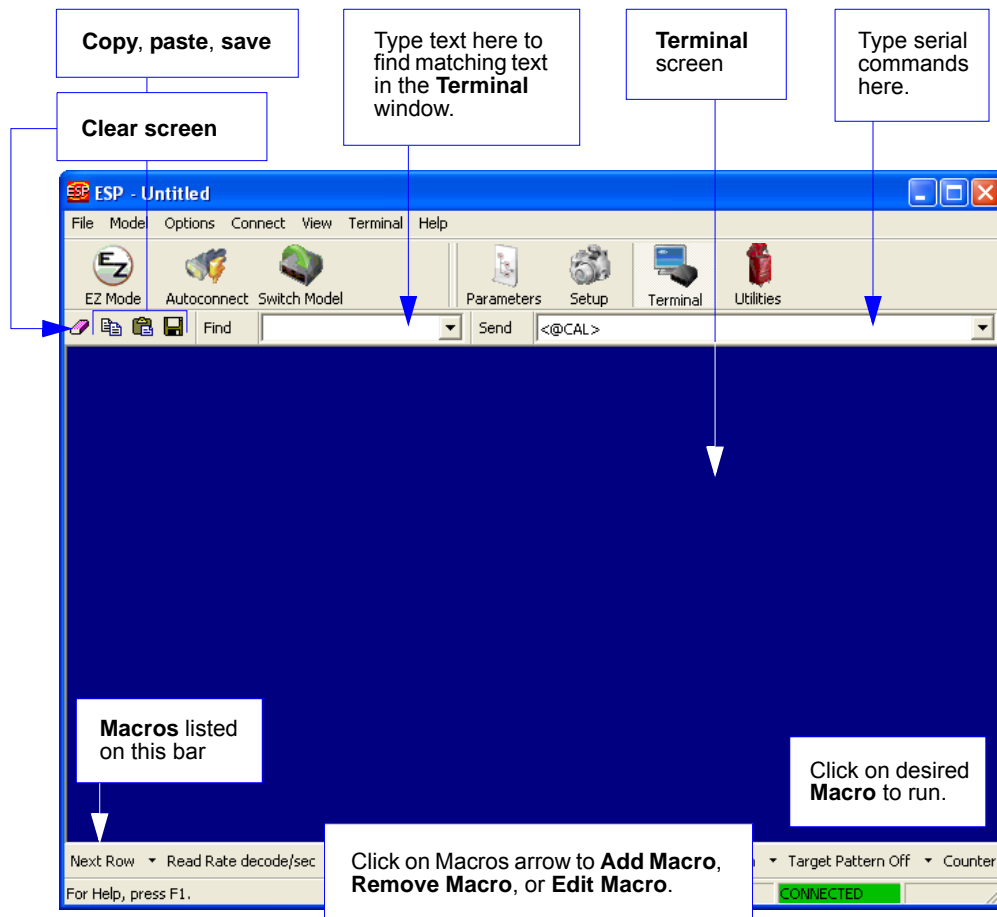 Copy, paste, save
Clear screen
Type text here to
find matching text
in the Terminal
window.
Terminal
screen
Type serial
commands
here.
ESP - Untitled
File Model Options Connect View Terminal Help
EZ Mode Autoconnect Switch Model Parameters Setup Terminal Utilities
Find Send <@CAL>
Macros listed
on this bar
Click on desired
Macro to run.
Next Row Read Rate decode/sec Target Pattern Off Counter
Click on Macros arrow to Add Macro,
Remove Macro, or Edit Macro.
For Help, press F1. CONNECTED